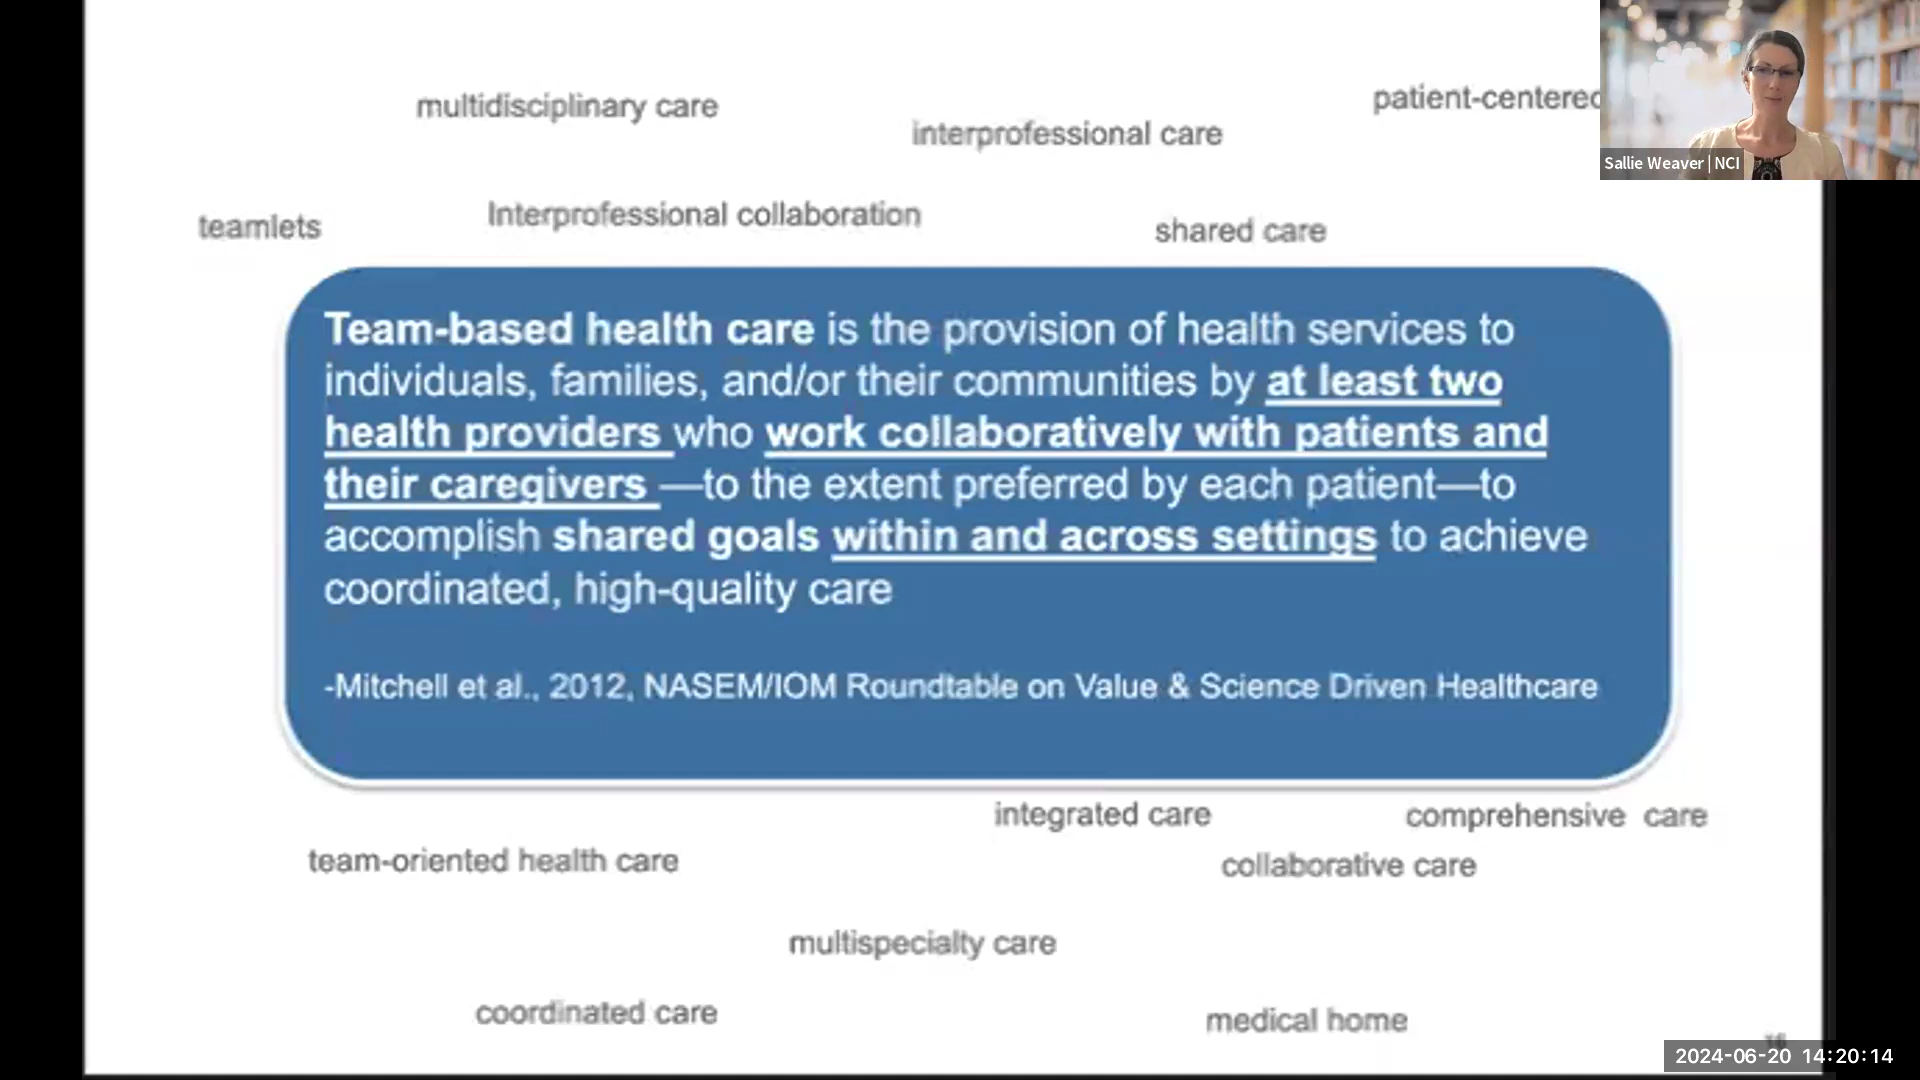 multidisciplinary care
patient-centered
interprofessional care
Sallie Weaver | NCI
teamlets
Interprofessional collaboration
shared care
Team-based health care is the provision of health services to
individuals, families, and/or their communities by at least two
health providers who work collaboratively with patients and
their caregivers —to the extent preferred by each patient—to
accomplish shared goals within and across settings to achieve
coordinated, high-quality care
-Mitchell et al., 2012, NASEM/IOM Roundtable on Value & Science Driven Healthcare
integrated care
comprehensive care
team-oriented health care
collaborative care
multispecialty care
coordinated care
medical home
2024-06-20 14:20:14